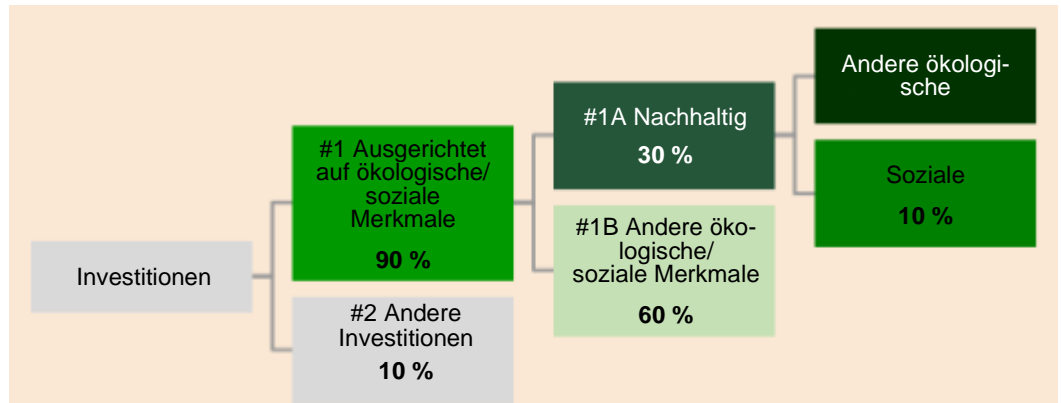 Investitionen
#1 Ausgerichtet
auf ökologische/
soziale
Merkmale
90 %
#2 Andere
Investitionen
10 %
#1A Nachhaltig
30 %
#1B Andere öko-
logische/
soziale Merkmale
60 %
Andere ökologi-
sche
Soziale
10 %